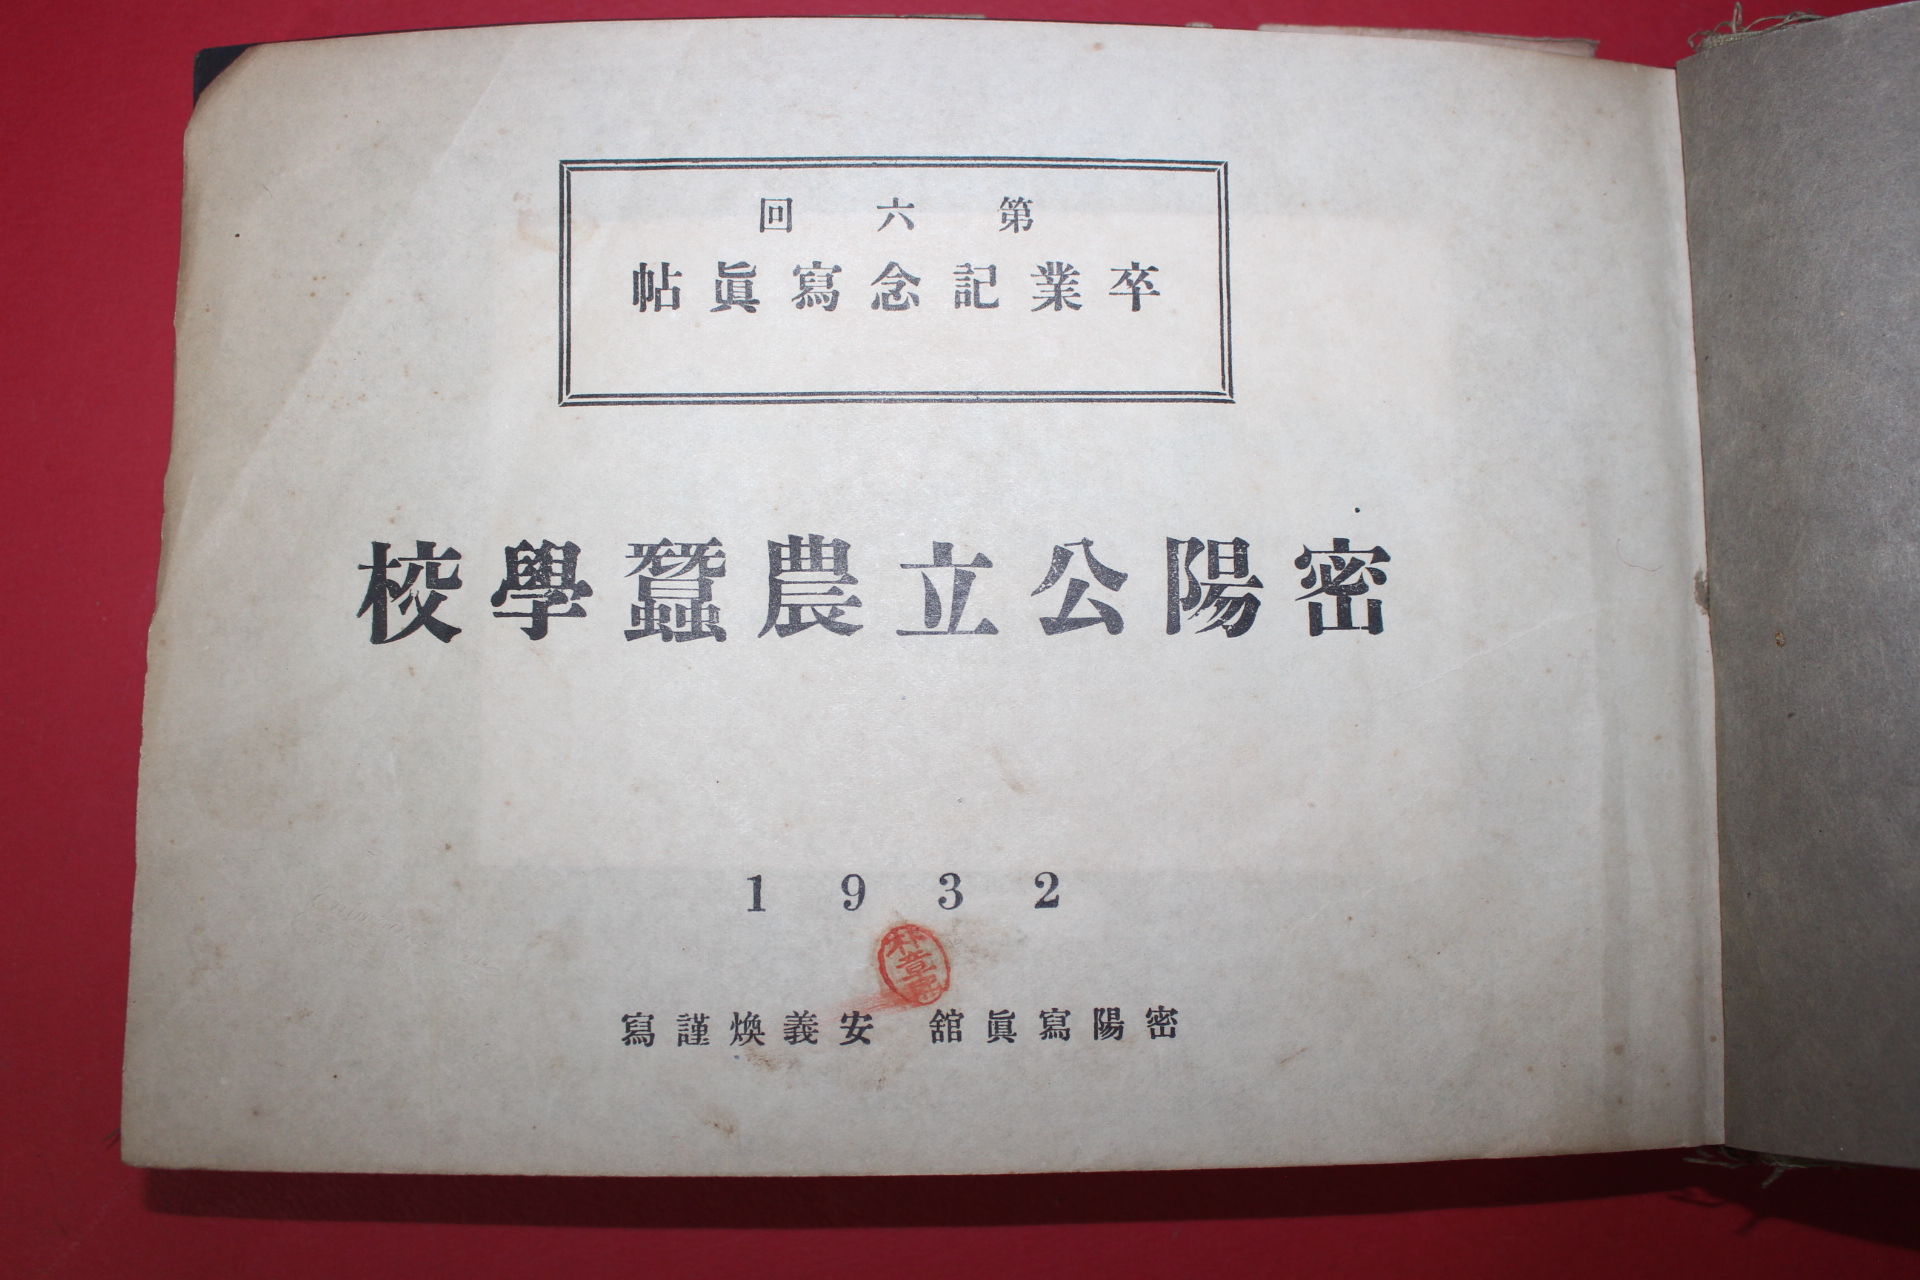 第六回
卒業記念寫眞帖
密陽公立農蠶學校
1932
密陽寫眞舘 安義煥謹寫